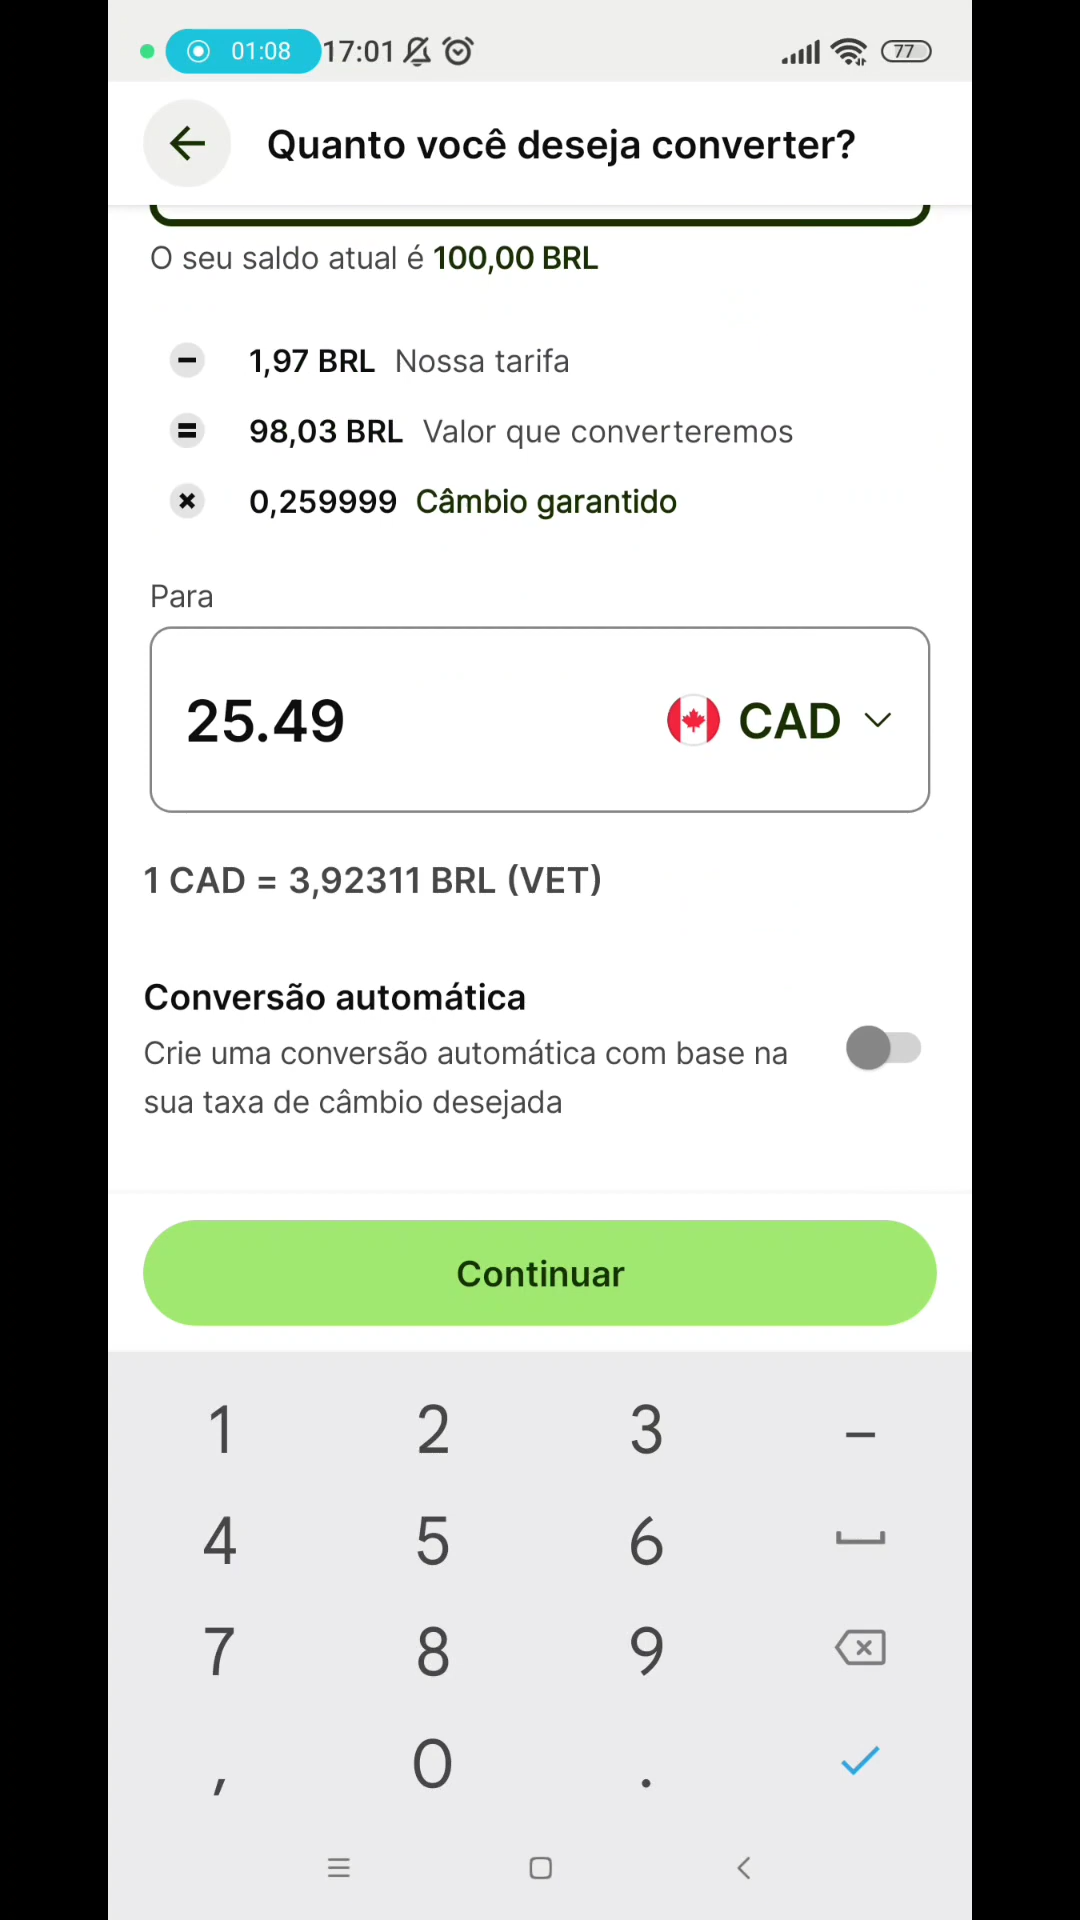 01:08 17:01 77
Quanto você deseja converter?
O seu saldo atual é 100,00 BRL
1,97 BRL Nossa tarifa
98,03 BRL Valor que converteremos
0,259999 Câmbio garantido
Para
25.49 CAD
1 CAD = 3,92311 BRL (VET)
Conversão automática
Crie uma conversão automática com base na
sua taxa de câmbio desejada
Continuar
1 2 3 –
4 5 6
7 8 9
, 0 .